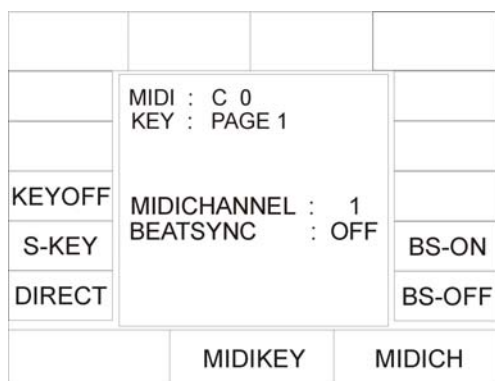 MIDI : C 0
KEY : PAGE 1
KEYOFF
MIDICHANNEL : 1
S-KEY
BEATSYNC : OFF
BS-ON
DIRECT
BS-OFF
MIDIKEY
MIDICH